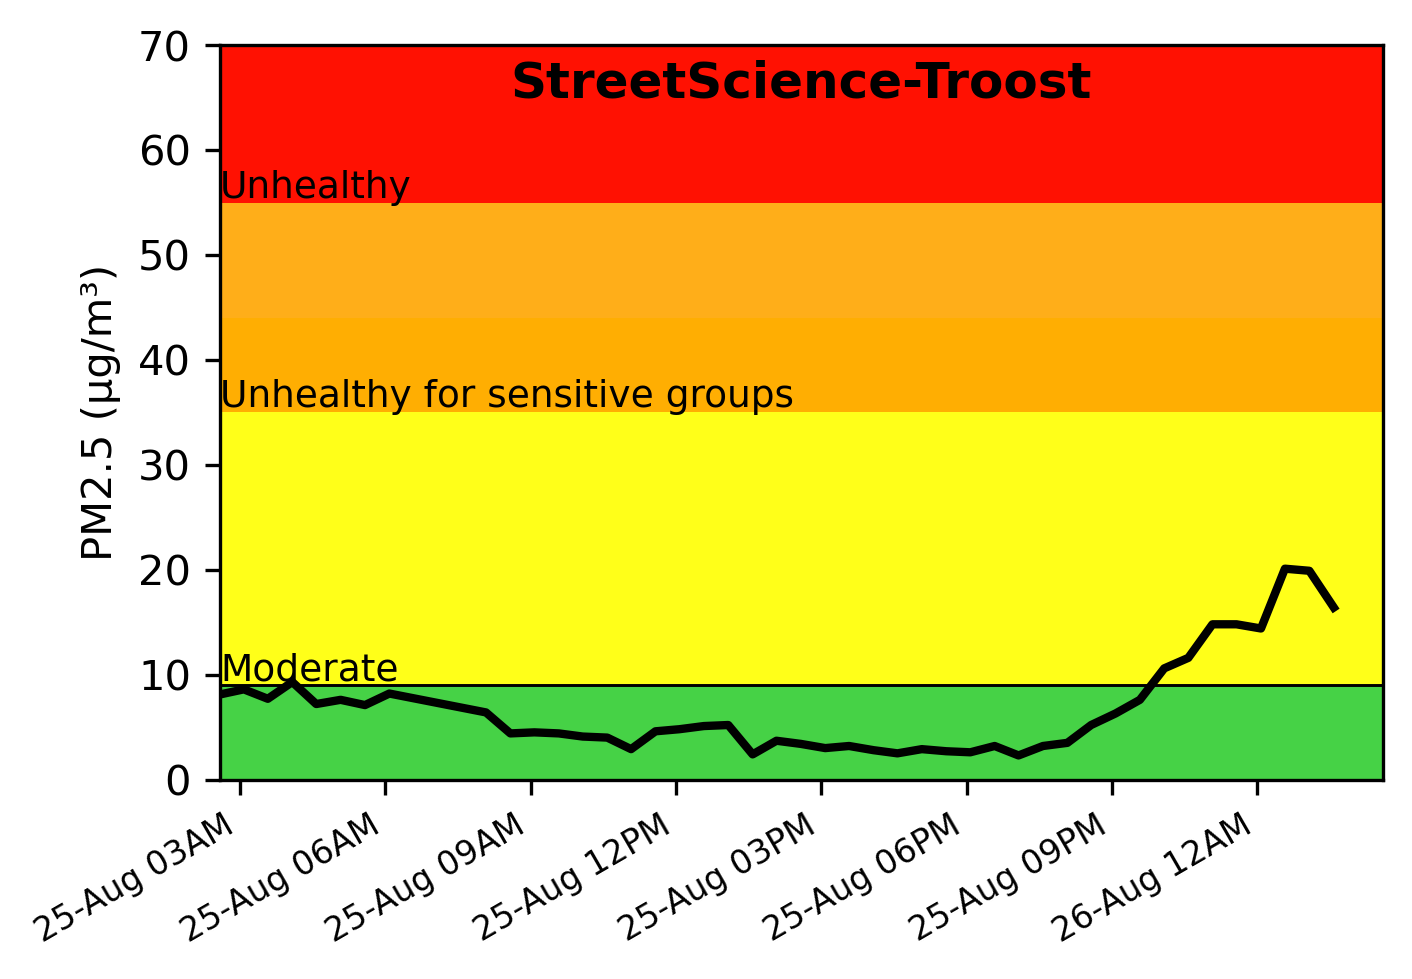 StreetScience-Troost
PM2.5 (µg/m³)
70
60
50
40
30
20
10
0
Unhealthy
Unhealthy for sensitive groups
Moderate
25-Aug 03AM
25-Aug 06AM
25-Aug 09AM
25-Aug 12PM
25-Aug 03PM
25-Aug 06PM
25-Aug 09PM
26-Aug 12AM